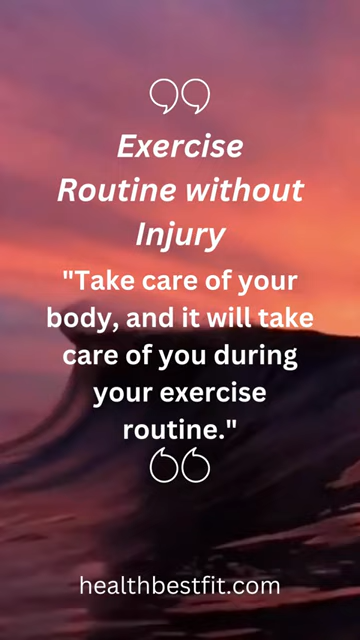 Exercise
Routine without
Injury
"Take care of your
body, and it will take
care of you during
your exercise
routine."
healthbestfit.com